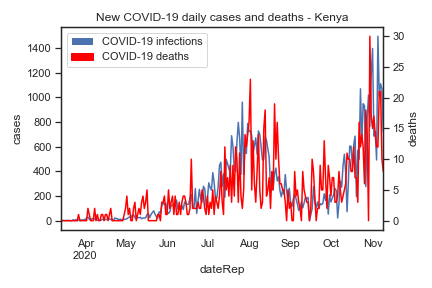 New COVID-19 daily cases and deaths - Kenya
COVID-19 infections
COVID-19 deaths
1400
1200
1000
800
600
400
200
0
cases
30
25
20
15
10
5
0
deaths
Apr May Jun Jul Aug Sep Oct Nov
2020
dateRep